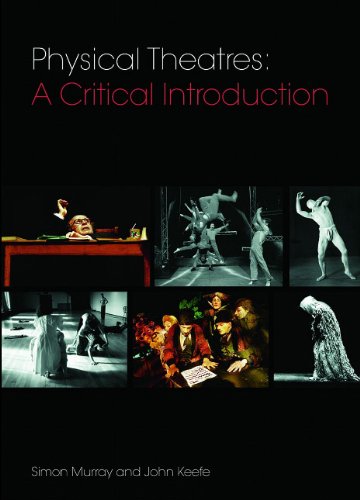 Physical Theatres:
A Critical Introduction
Simon Murray and John Keefe